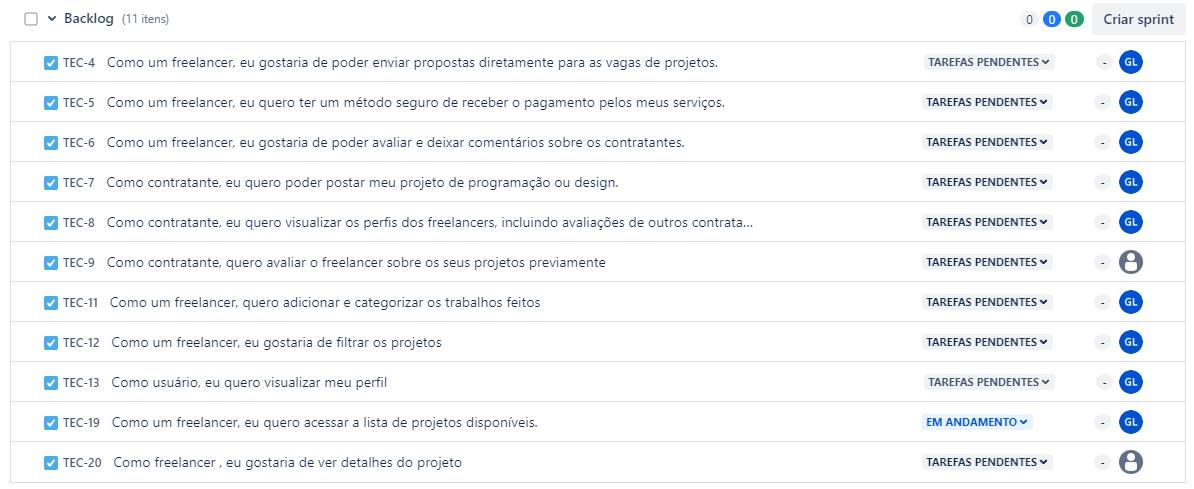 Backlog (11 itens) 0 0 0 Criar sprint
TEC-4 Como um freelancer, eu gostaria de poder enviar propostas diretamente para as vagas de projetos. TAREFAS PENDENTES - GL
TEC-5 Como um freelancer, eu quero ter um método seguro de receber o pagamento pelos meus serviços. TAREFAS PENDENTES - GL
TEC-6 Como um freelancer, eu gostaria de poder avaliar e deixar comentários sobre os contratantes. TAREFAS PENDENTES - GL
TEC-7 Como contratante, eu quero poder postar meu projeto de programação ou design. TAREFAS PENDENTES - GL
TEC-8 Como contratante, eu quero visualizar os perfis dos freelancers, incluindo avaliações de outros contrata... TAREFAS PENDENTES - GL
TEC-9 Como contratante, quero avaliar o freelancer sobre os seus projetos previamente TAREFAS PENDENTES -
TEC-11 Como um freelancer, quero adicionar e categorizar os trabalhos feitos TAREFAS PENDENTES - GL
TEC-12 Como um freelancer, eu gostaria de filtrar os projetos TAREFAS PENDENTES - GL
TEC-13 Como usuário, eu quero visualizar meu perfil TAREFAS PENDENTES - GL
TEC-19 Como um freelancer, eu quero acessar a lista de projetos disponíveis. EM ANDAMENTO - GL
TEC-20 Como freelancer , eu gostaria de ver detalhes do projeto TAREFAS PENDENTES -